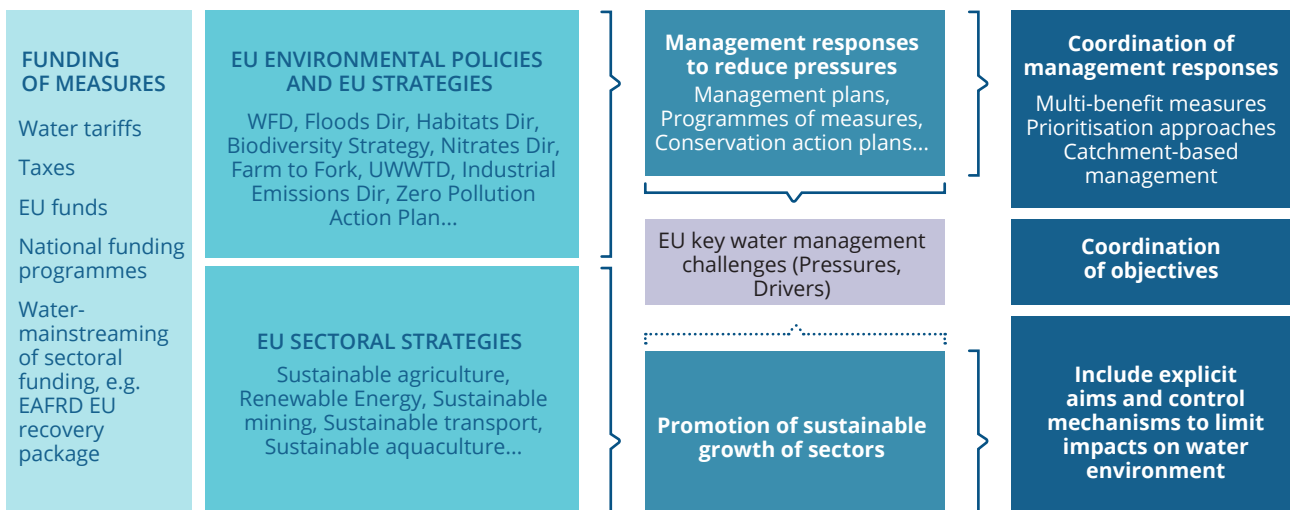 FUNDING
OF MEASURES
Water tariffs
Taxes
EU funds
National funding
programmes
Water-
mainstreaming
of sectoral
funding, e.g.
EAFRD EU
recovery
package
EU ENVIRONMENTAL POLICIES
AND EU STRATEGIES
WFD, Floods Dir, Habitats Dir,
Biodiversity Strategy, Nitrates Dir,
Farm to Fork, UWWTD, Industrial
Emissions Dir, Zero Pollution
Action Plan...
EU SECTORAL STRATEGIES
Sustainable agriculture,
Renewable Energy, Sustainable
mining, Sustainable transport,
Sustainable aquaculture...
Management responses
to reduce pressures
Management plans,
Programmes of measures,
Conservation action plans...
EU key water management
challenges (Pressures,
Drivers)
Promotion of sustainable
growth of sectors
Coordination of
management responses
Multi-benefit measures
Prioritisation approaches
Catchment-based
management
Coordination
of objectives
Include explicit
aims and control
mechanisms to limit
impacts on water
environment